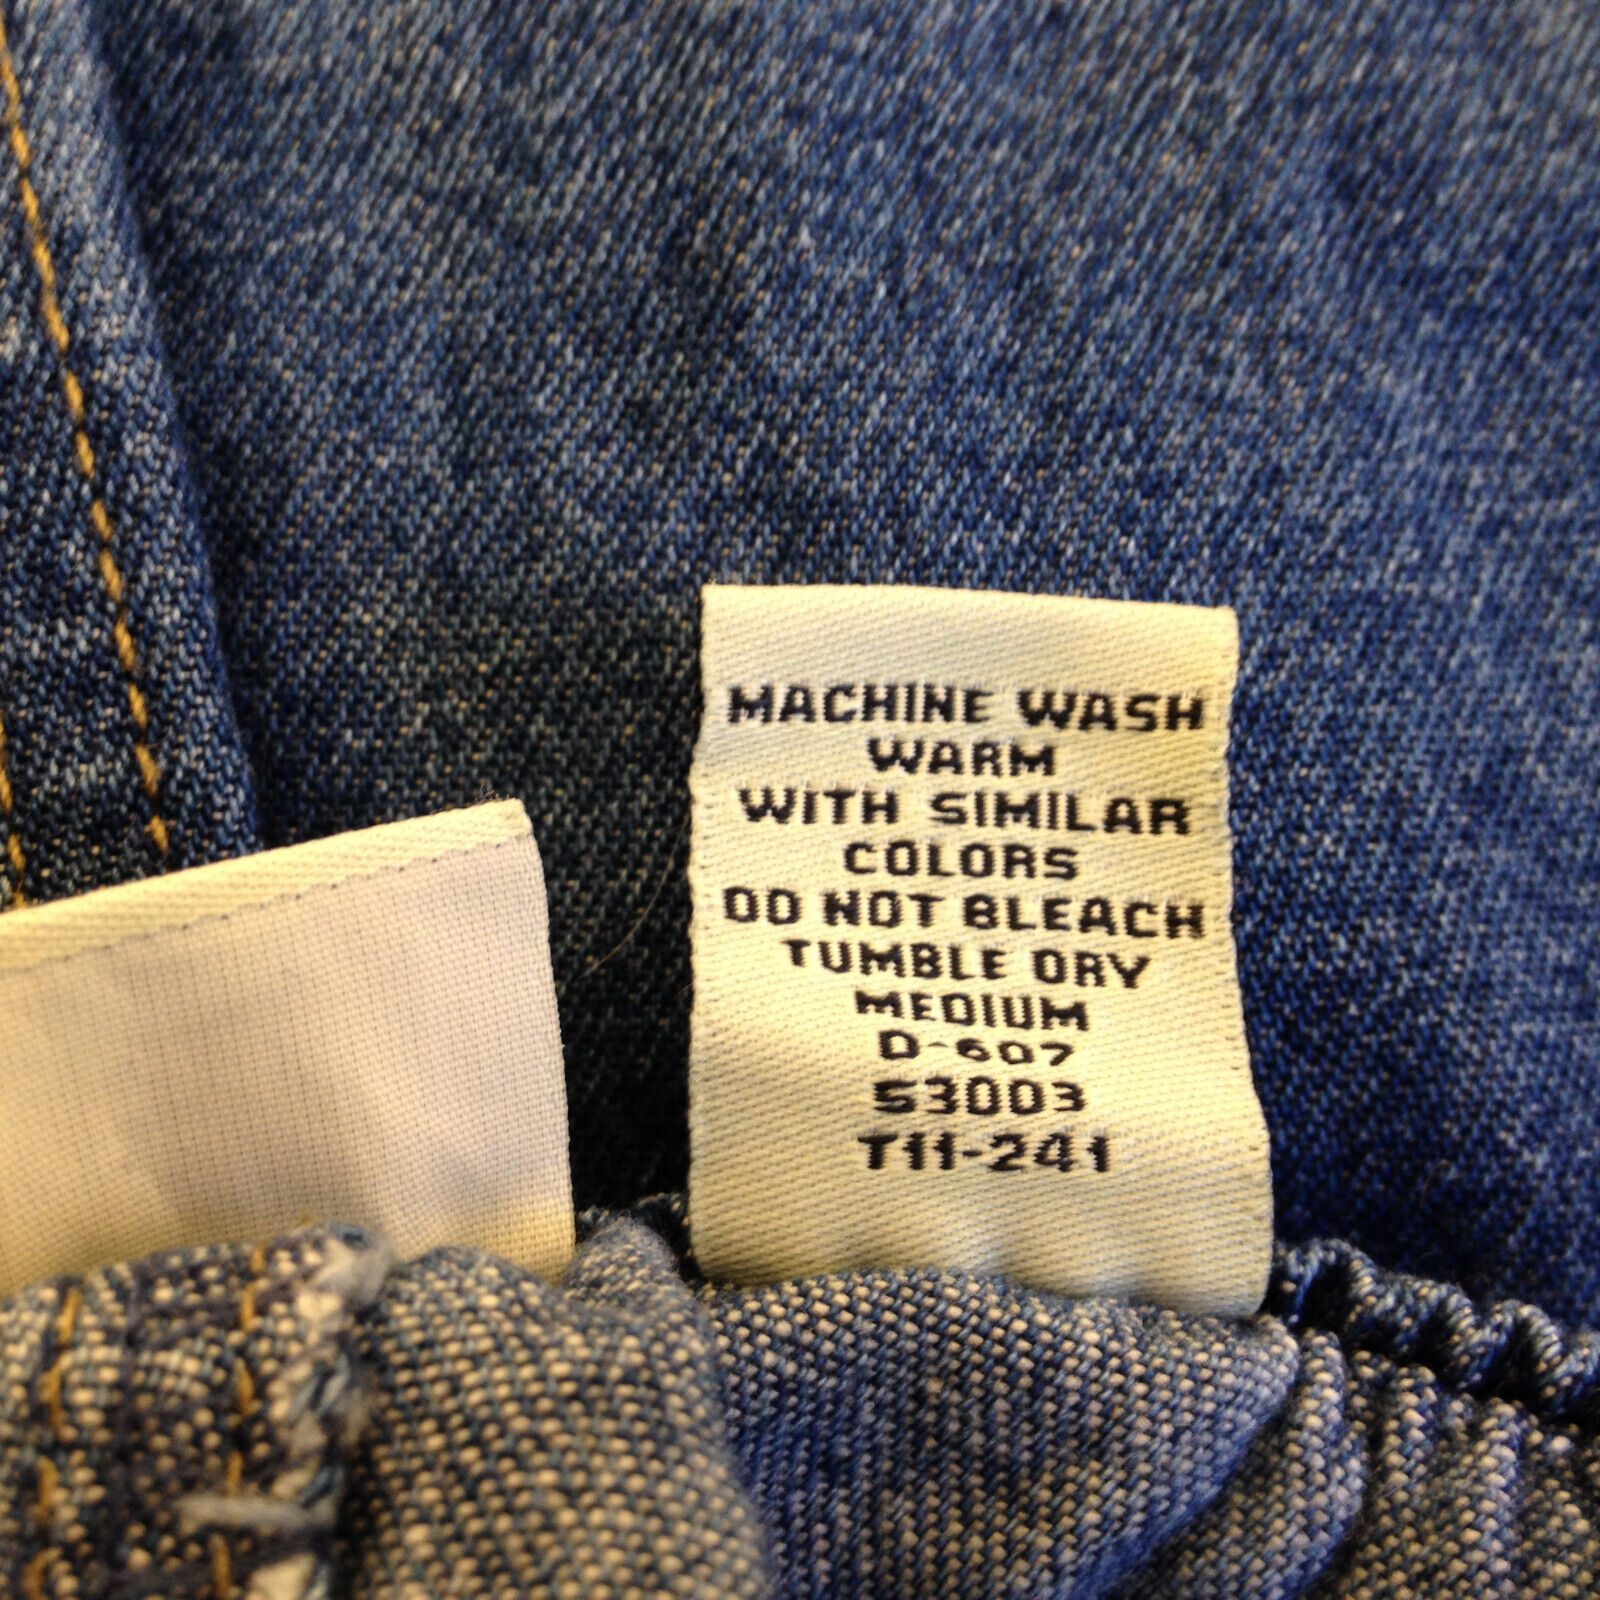 MACHINE WASH
WARM
WITH SIMILAR
COLORS
DO NOT BLEACH
TUMBLE DRY
MEDIUM
D-607
53003
T11-241